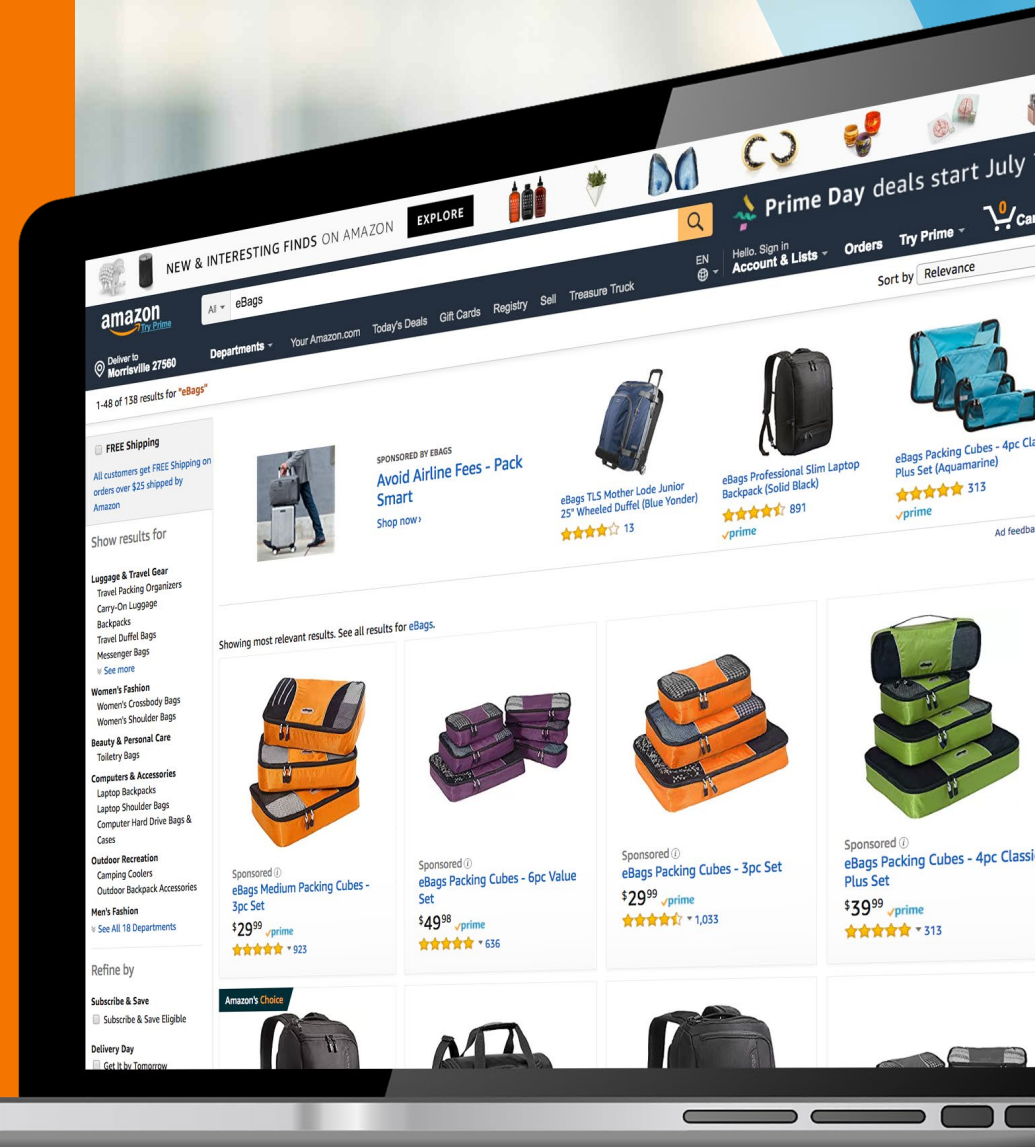 NEW & INTERESTING FINDS ON AMAZON
EXPLORE
amazon
Try Prime
All
eBags
EN
Prime Day deals start July
Hello. Sign in
Account & Lists
Orders
Try Prime
0
Deliver to
Morrisville 27560
Departments
Your Amazon.com
Today's Deals
Gift Cards
Registry
Sell
Treasure Truck
1-48 of 138 results for "eBags"
Sort by
Relevance
FREE Shipping
All customers get FREE Shipping on
orders over $25 shipped by
Amazon
Show results for
Luggage & Travel Gear
Travel Packing Organizers
Carry-On Luggage
Backpacks
Travel Duffel Bags
Messenger Bags
See more
Women's Fashion
Women's Crossbody Bags
Women's Shoulder Bags
Beauty & Personal Care
Toiletry Bags
Computers & Accessories
Laptop Backpacks
Laptop Shoulder Bags
Computer Hard Drive Bags &
Cases
Outdoor Recreation
Camping Coolers
Outdoor Backpack Accessories
Men's Fashion
See All 18 Departments
Refine by
Subscribe & Save
Subscribe & Save Eligible
Delivery Day
Get It by Tomorrow
SPONSORED BY EBAGS
Avoid Airline Fees - Pack
Smart
Shop now›
eBags TLS Mother Lode Junior
25" Wheeled Duffel (Blue Yonder)
13
eBags Professional Slim Laptop
Backpack (Solid Black)
891
prime
eBags Packing Cubes - 4pc
Plus Set (Aquamarine)
313
prime
Ad
Showing most relevant results. See all results for eBags.
Sponsored
eBags Medium Packing Cubes -
3pc Set
$29.99 prime
923
Sponsored
eBags Packing Cubes - 6pc Value
Set
$49.98 prime
636
Sponsored
eBags Packing Cubes - 3pc Set
$29.99 prime
1,033
Sponsored
eBags Packing Cubes - 4pc
Plus Set
$39.99 prime
313
Amazon's Choice